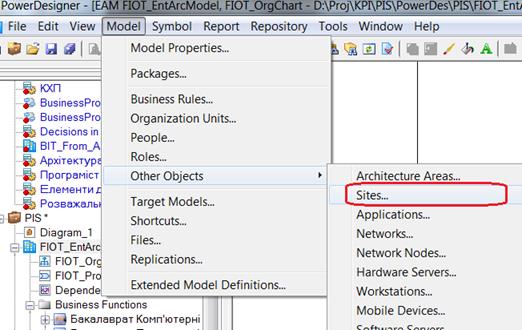 PowerDesigner - [EAM FIOT_EntArcModel, FIOT_OrgChart - D:\Proj\KPI\PIS\PowerDes\PIS\FIOT_Ent
File Edit View Model Symbol Report Repository Tools Window Help
Model Properties...
Packages...
Business Rules...
Organization Units...
People...
Roles...
Other Objects
Target Models...
Shortcuts...
Files...
Replications...
Extended Model Definitions...
Architecture Areas...
Sites...
Applications...
Networks...
Network Nodes...
Hardware Servers...
Workstations...
Mobile Devices...
Software Servers
КХП
BusinessPro
BusinessPro
Decisions in
BIT_From_A
Архітектура
Програміст
Елементи д
Розважальн
PIS *
Diagram_1
FIOT_EntArc
FIOT_Org
FIOT_Pro
Depende
Business Functions
Бакалаврат Комп'ютерні